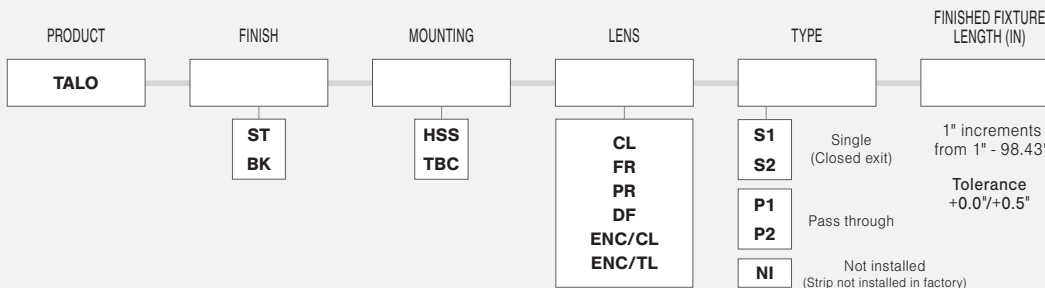 PRODUCT
FINISH
MOUNTING
LENS
TYPE
FINISHED FIXTURE
LENGTH (IN)
TALO
ST
BK
HSS
TBC
CL
FR
PR
DF
ENC/CL
ENC/TL
S1
S2
Single
(Closed exit)
P1
P2
Pass through
NI
Not installed
(Strip not installed in factory)
1" increments
from 1" - 98.43"
Tolerance
+0.0"/+0.5"